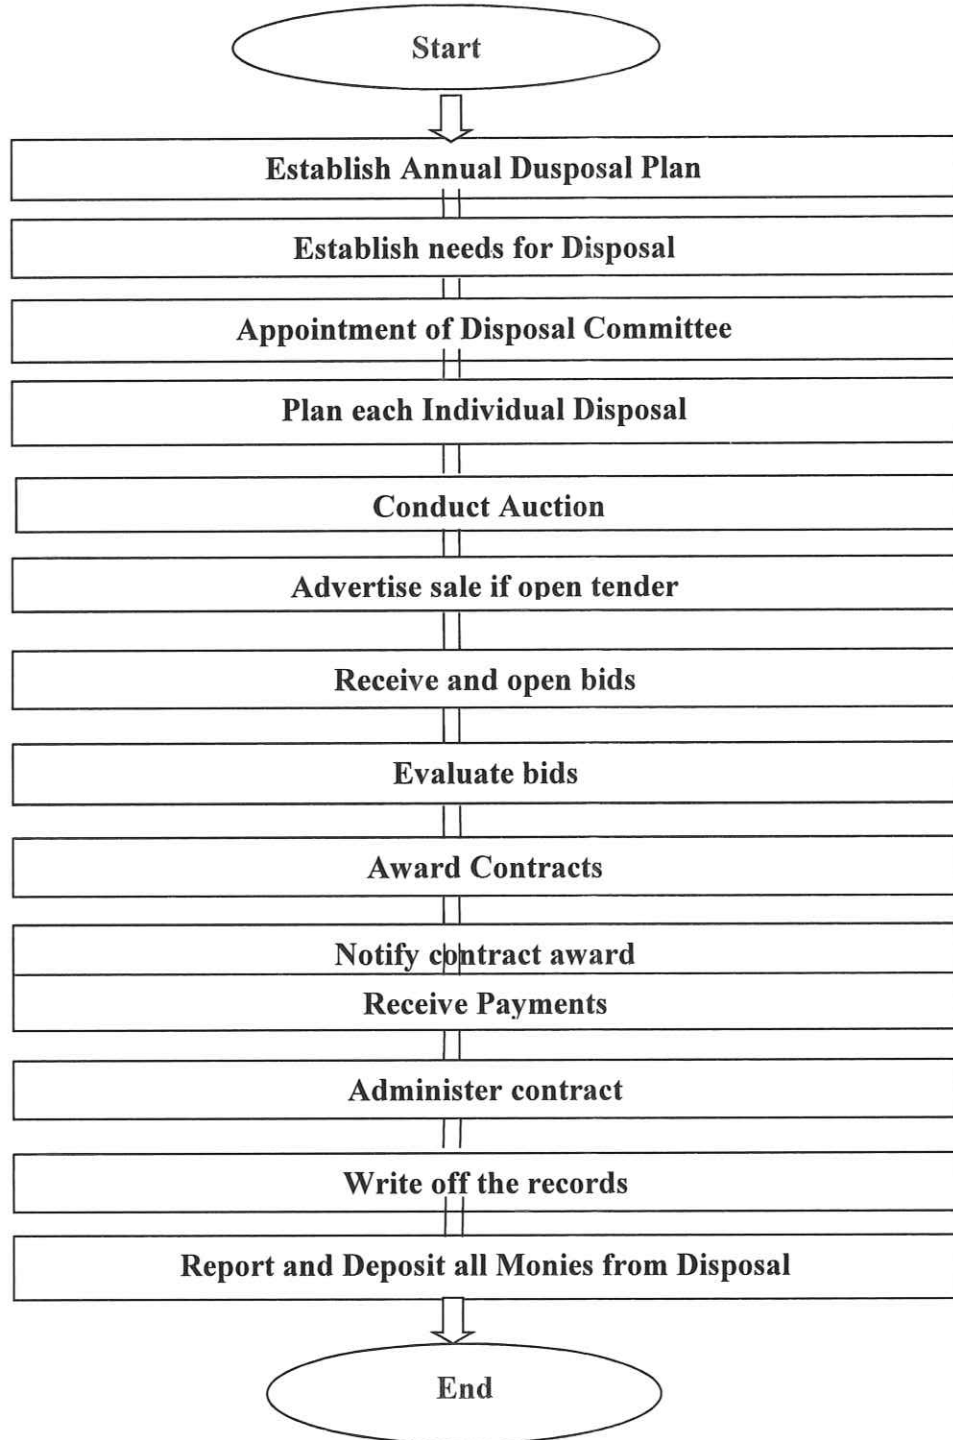 Start
Establish Annual Dusposal Plan
Establish needs for Disposal
Appointment of Disposal Committee
Plan each Individual Disposal
Conduct Auction
Advertise sale if open tender
Receive and open bids
Evaluate bids
Award Contracts
Notify contract award
Receive Payments
Administer contract
Write off the records
Report and Deposit all Monies from Disposal
End